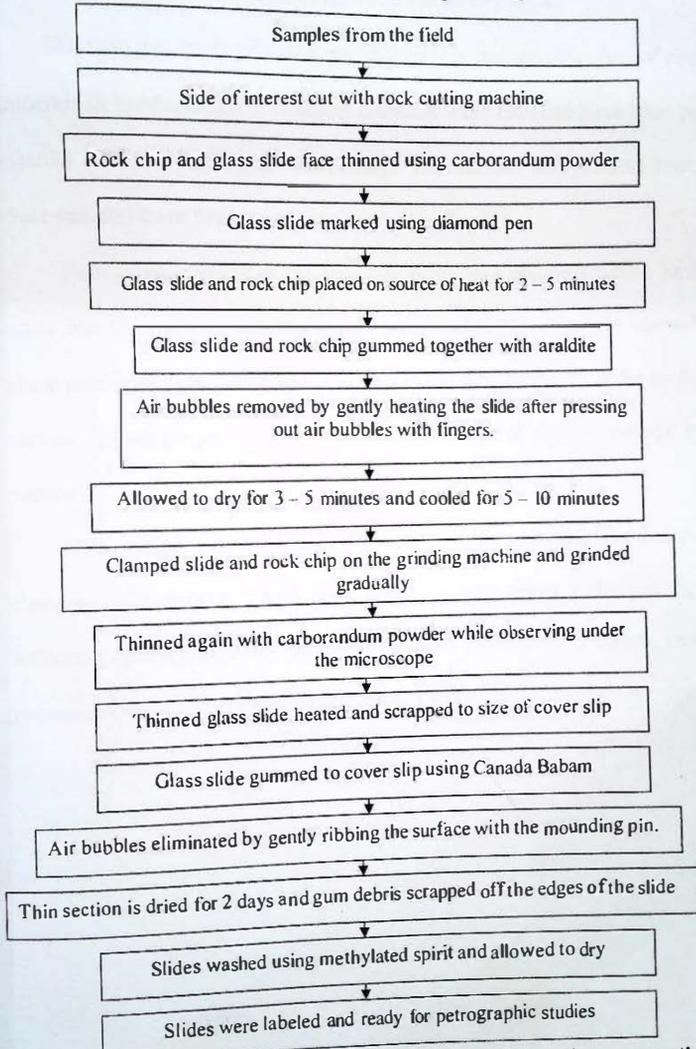 Samples from the field
Side of interest cut with rock cutting machine
Rock chip and glass slide face thinned using carborandum powder
Glass slide marked using diamond pen
Glass slide and rock chip placed on source of heat for 2 – 5 minutes
Glass slide and rock chip gummed together with araldite
Air bubbles removed by gently heating the slide after pressing
out air bubbles with fingers.
Allowed to dry for 3 – 5 minutes and cooled for 5 – 10 minutes
Clamped slide and rock chip on the grinding machine and grinded
gradually
Thinned again with carborandum powder while observing under
the microscope
Thinned glass slide heated and scrapped to size of cover slip
Glass slide gummed to cover slip using Canada Babam
Air bubbles eliminated by gently ribbing the surface with the mounding pin.
Thin section is dried for 2 days and gum debris scrapped off the edges of the slide
Slides washed using methylated spirit and allowed to dry
Slides were labeled and ready for petrographic studies